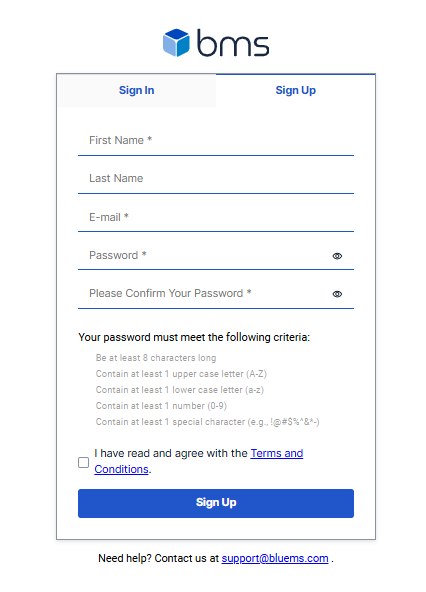 bms
Sign In
Sign Up
First Name *
Last Name
E-mail *
Password *
Please Confirm Your Password *
Your password must meet the following criteria:
Be at least 8 characters long
Contain at least 1 upper case letter (A-Z)
Contain at least 1 lower case letter (a-z)
Contain at least 1 number (0-9)
Contain at least 1 special character (e.g., !@#$%^&*-)
I have read and agree with the Terms and
Conditions.
Sign Up
Need help? Contact us at support@bluems.com .